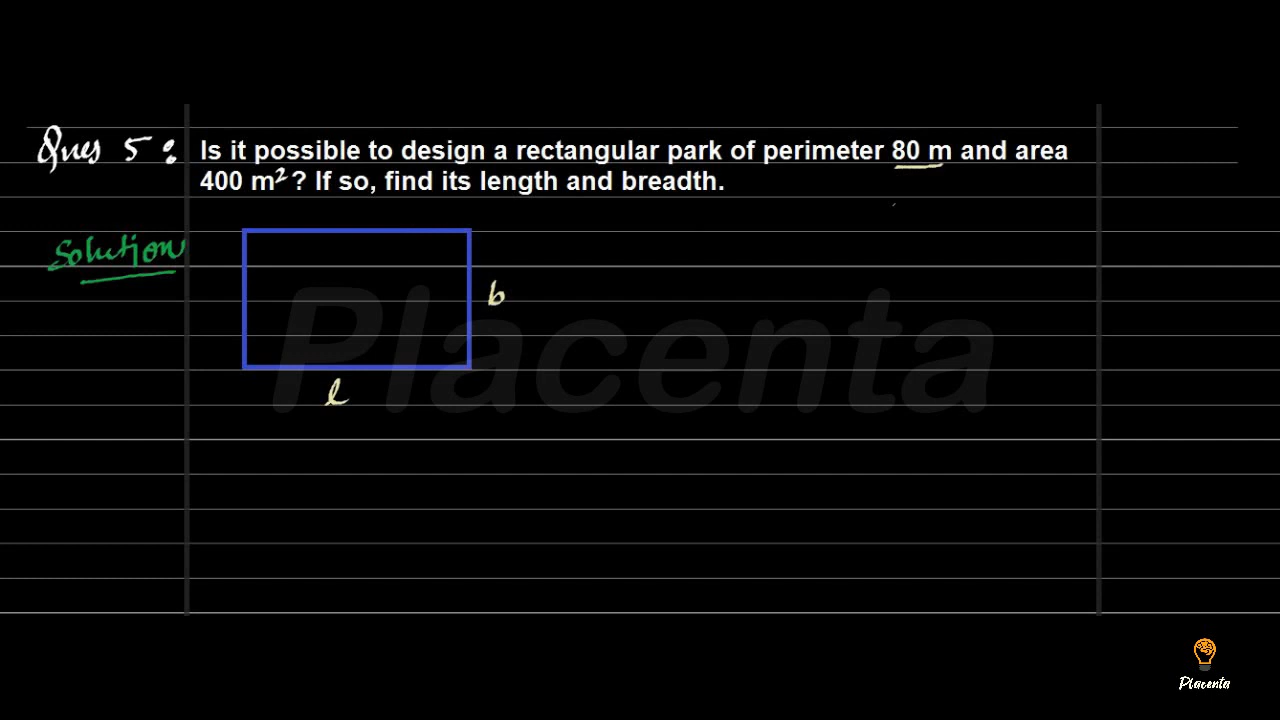 Ques 5 :
Is it possible to design a rectangular park of perimeter 80 m and area
400 m² ? If so, find its length and breadth.
Solution
b
Placenta
l
Placenta